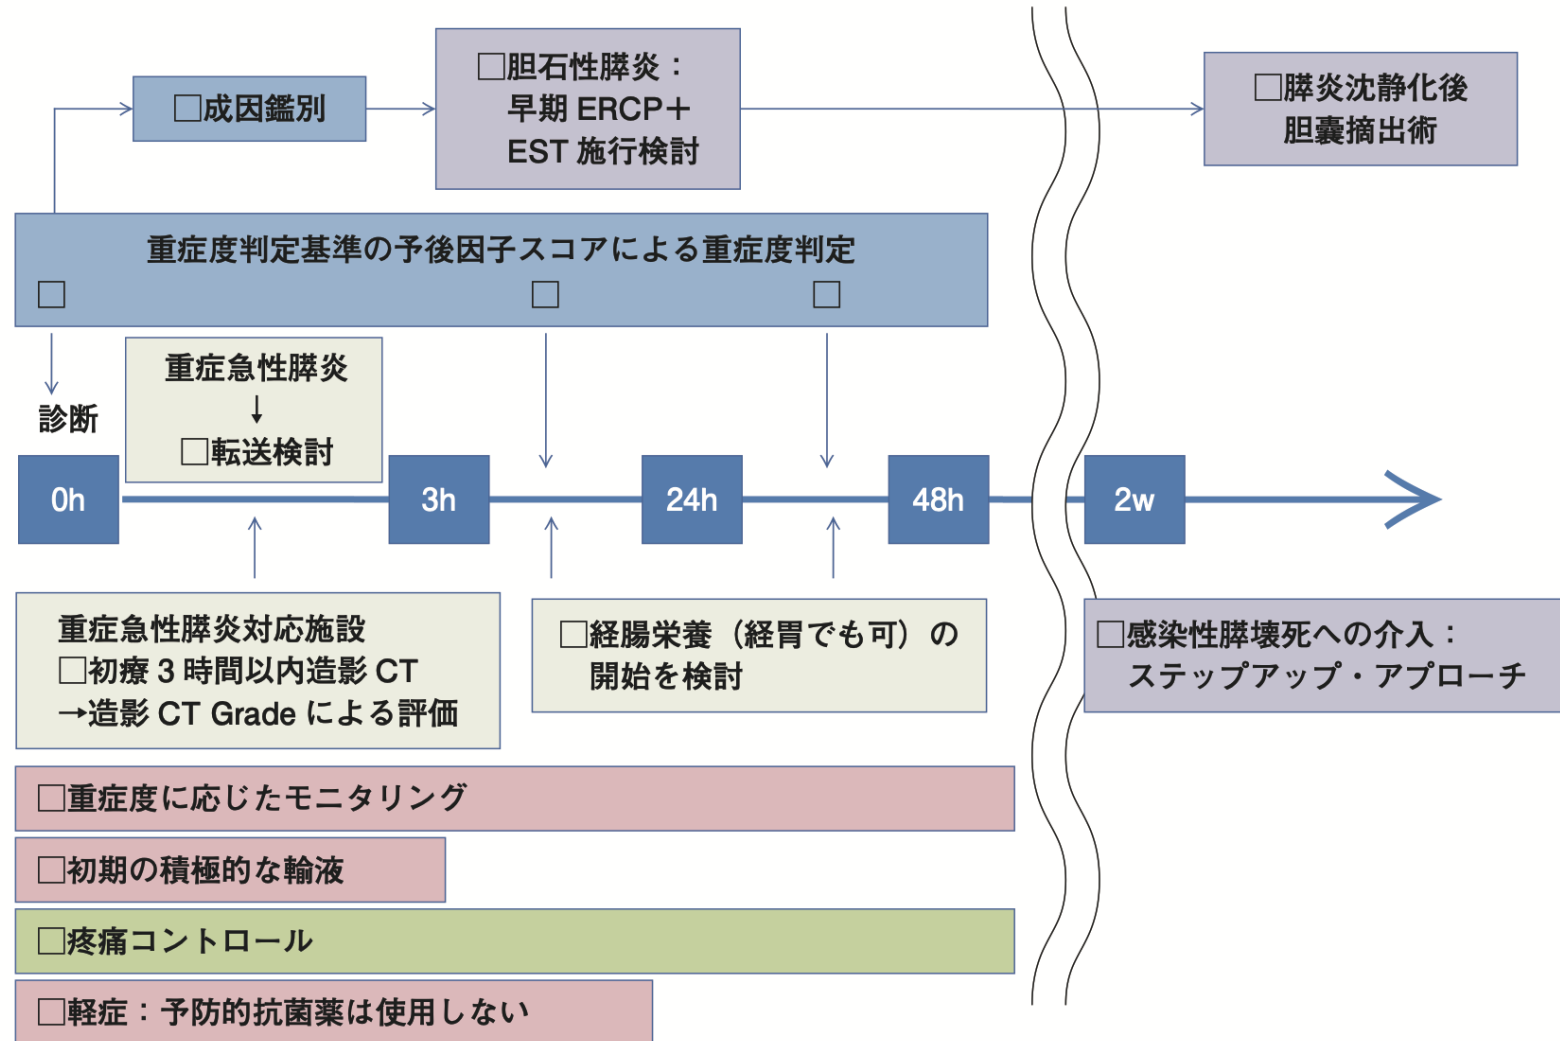 □成因鑑別
□胆石性膵炎：
早期 ERCP＋
EST 施行検討
□膵炎沈静化後
胆嚢摘出術
重症度判定基準の予後因子スコアによる重症度判定
□ □ □
診断
重症急性膵炎
↓
□転送検討
0h
3h
24h
48h
2w
重症急性膵炎対応施設
□初療 3 時間以内造影 CT
→造影 CT Grade による評価
□経腸栄養（経胃でも可）の
開始を検討
□感染性膵壊死への介入：
ステップアップ・アプローチ
□重症度に応じたモニタリング
□初期の積極的な輸液
□疼痛コントロール
□軽症：予防的抗菌薬は使用しない